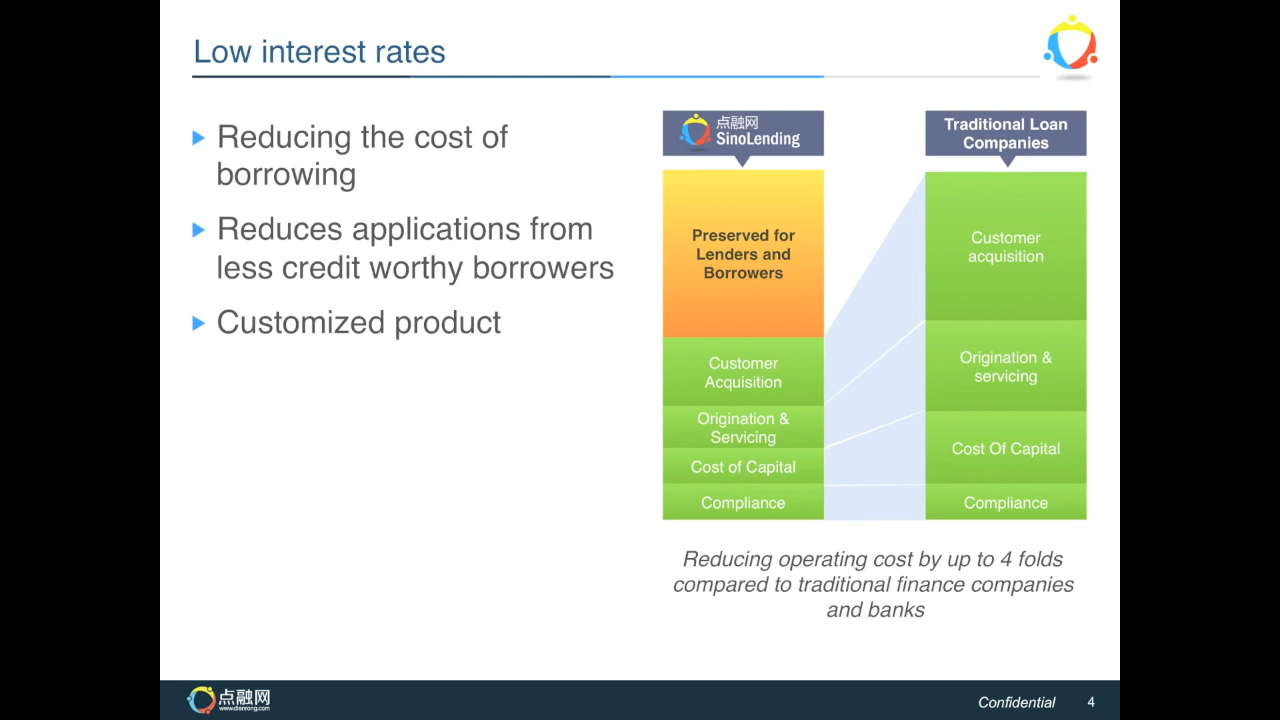 Low interest rates
Reducing the cost of
borrowing
Reduces applications from
less credit worthy borrowers
Customized product
点融网
SinoLending
Preserved for
Lenders and
Borrowers
Customer
Acquisition
Origination &
Servicing
Cost of Capital
Compliance
Traditional Loan
Companies
Customer
acquisition
Origination &
servicing
Cost Of Capital
Compliance
Reducing operating cost by up to 4 folds
compared to traditional finance companies
and banks
点融网
www.dianrong.com
Confidential
4